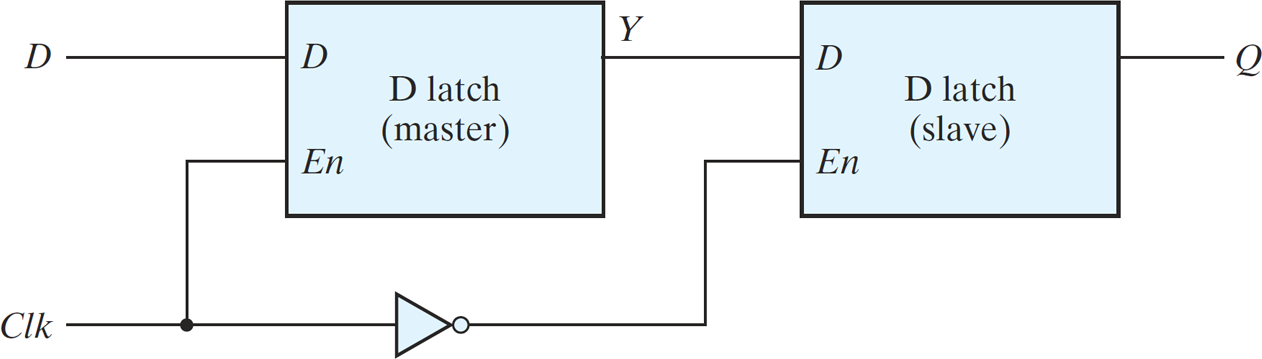 D
D
D latch
(master)
En
Y
D
D latch
(slave)
En
Q
Clk